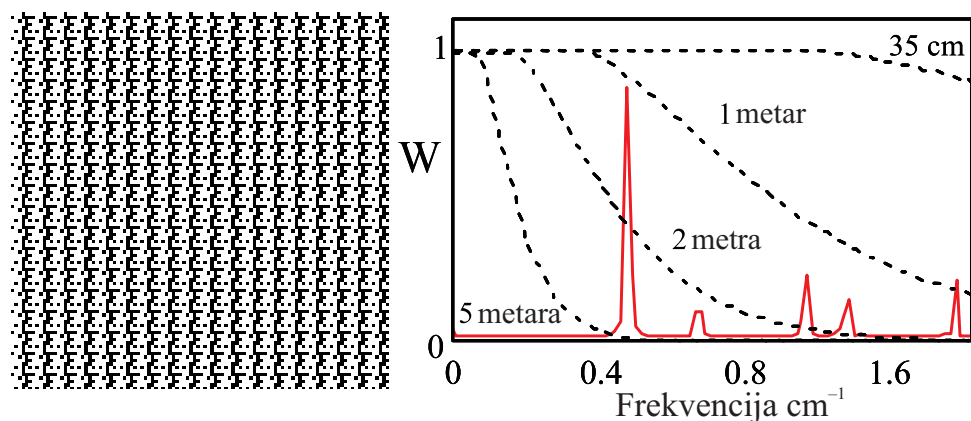 1
35 cm
1 metar
W
2 metra
5 metara
0
0 0.4 0.8 1.6
Frekvencija cm⁻¹